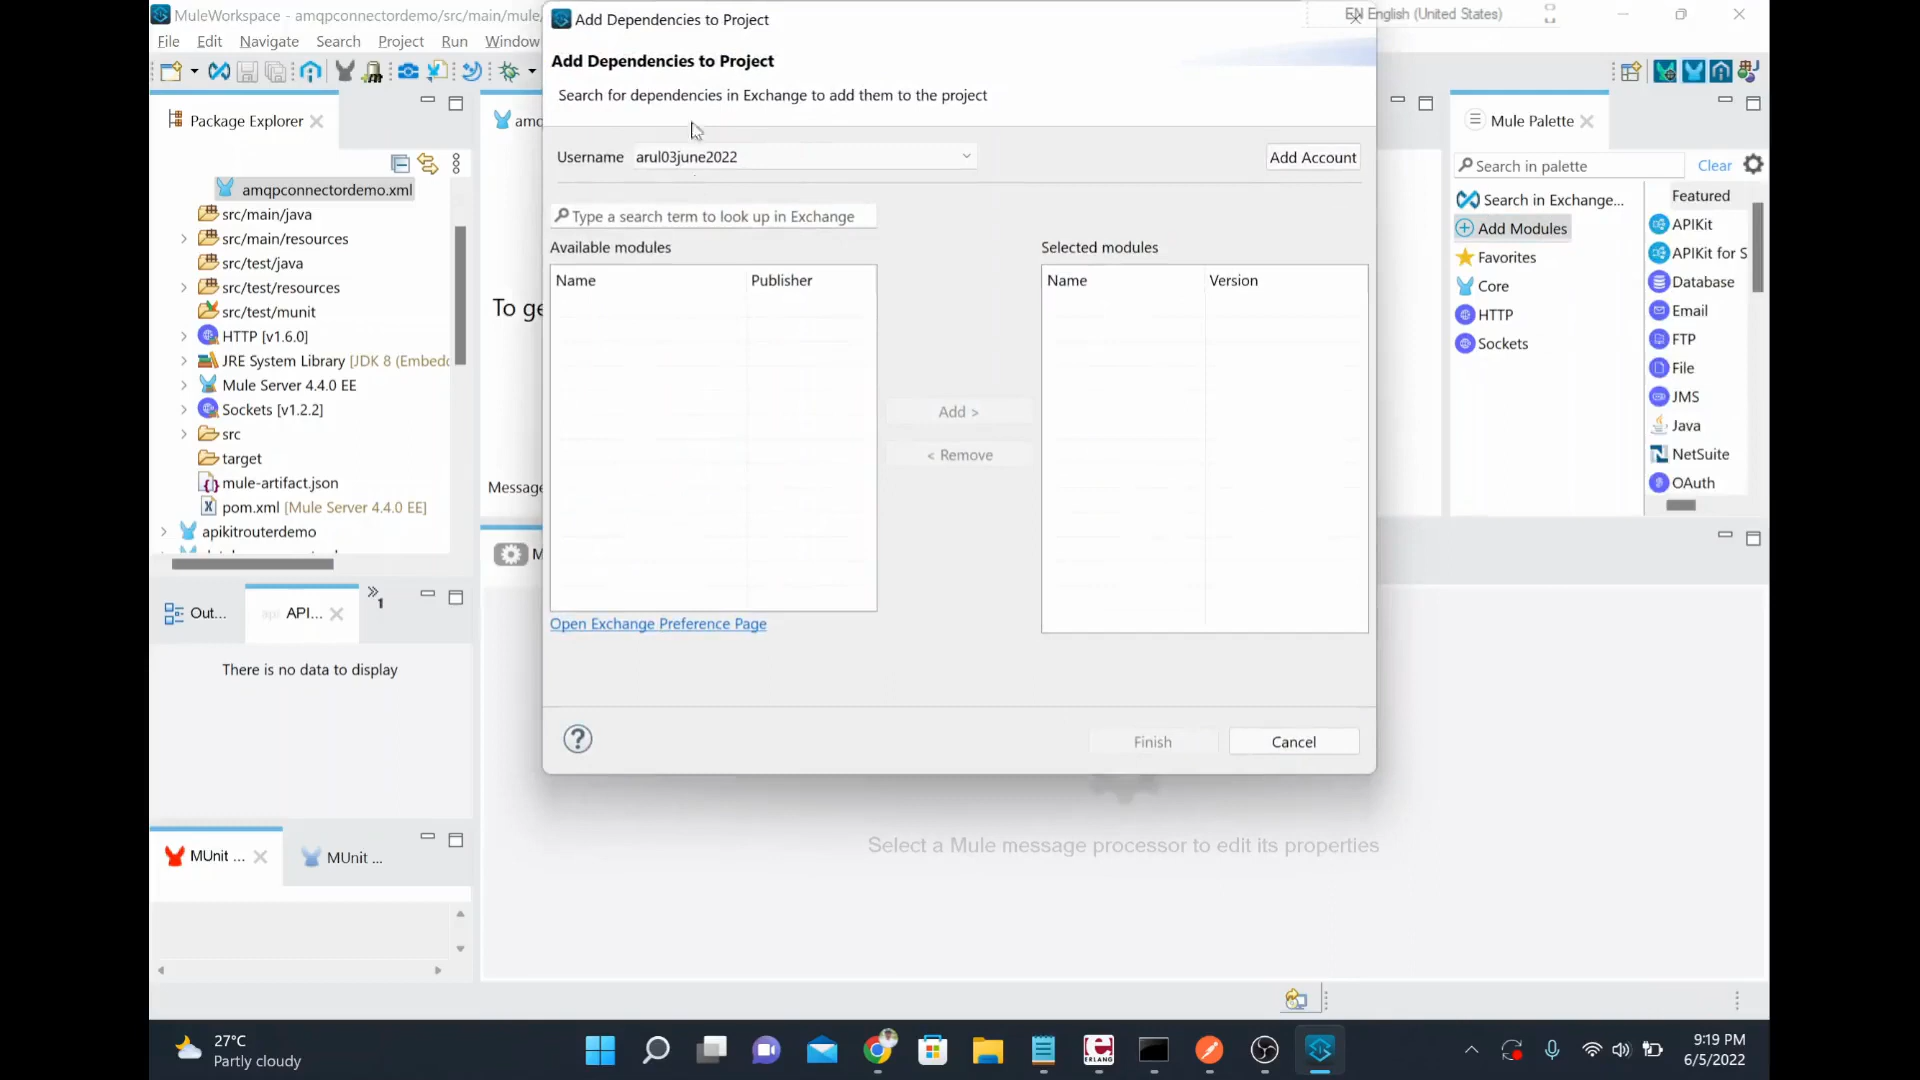 MuleWorkspace - amqpconnectordemo/src/main/mule/
Add Dependencies to Project
EN English (United States)
File Edit Navigate Search Project Run Window
Add Dependencies to Project
Search for dependencies in Exchange to add them to the project
Package Explorer
Mule Palette
Username arul03june2022
Add Account
Search in palette
Clear
amqpconnectordemo.xml
src/main/java
src/main/resources
src/test/java
src/test/resources
src/test/munit
HTTP [v1.6.0]
JRE System Library [JDK 8 (Embedd
Mule Server 4.4.0 EE
Sockets [v1.2.2]
src
target
mule-artifact.json
pom.xml [Mule Server 4.4.0 EE]
apikitrouterdemo
To ge
Message
Type a search term to look up in Exchange
Available modules
Name Publisher
Add >
< Remove
Selected modules
Name Version
Open Exchange Preference Page
Finish
Cancel
Search in Exchange...
Add Modules
Favorites
Core
HTTP
Sockets
Featured
APIKit
APIKit for S
Database
Email
FTP
File
JMS
Java
NetSuite
OAuth
Out...
API...
1
There is no data to display
MUnit ...
MUnit ...
Select a Mule message processor to edit its properties
27°C
Partly cloudy
ERLANG
9:19 PM
6/5/2022